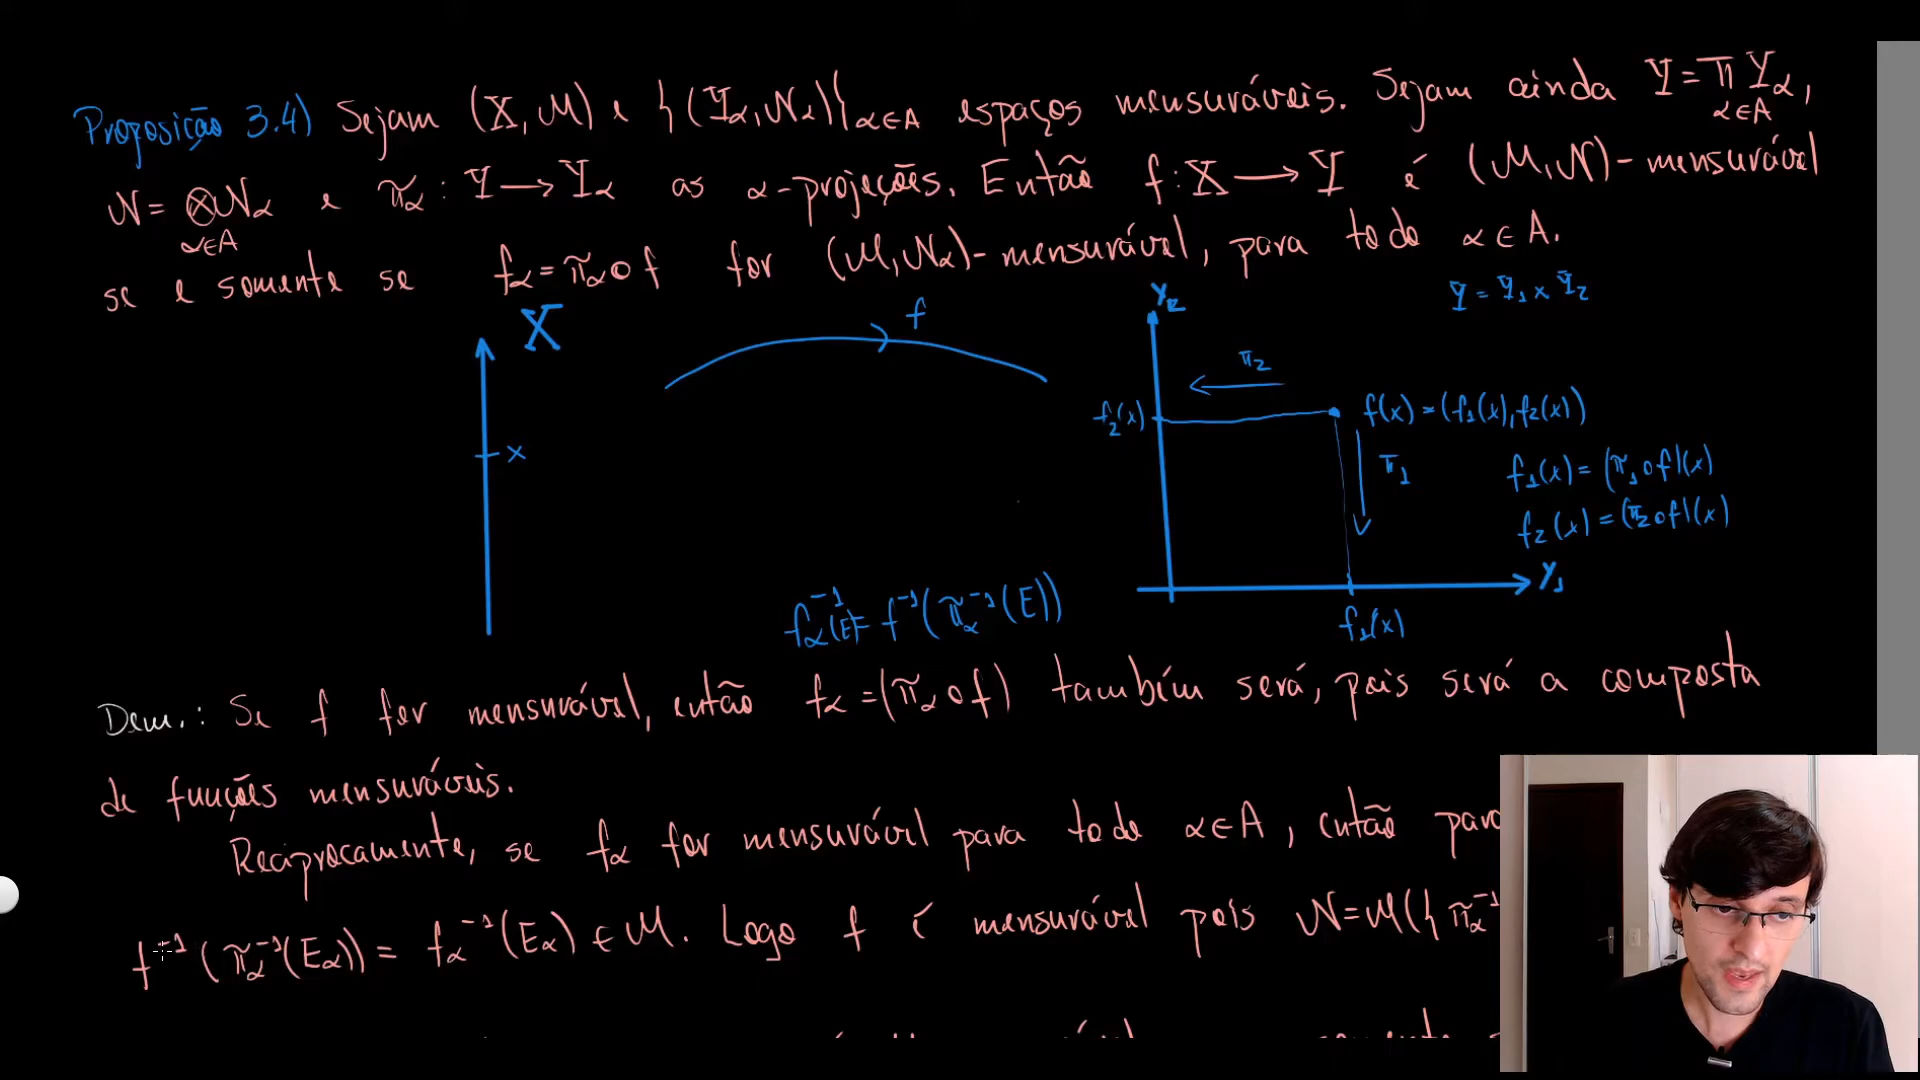 Proposição 3.4) Sejam (X, M) e {(Yα, Nα)}α∈A espaços mensuráveis. Sejam ainda Y = π Yα,
α∈A
N = ⊗Nα e πα : Y → Yα as α-projeções. Então f : X → Y é (M, N)-mensurável
α∈A
se e somente se fα = πα∘f for (M, Nα)-mensurável, para todo α ∈ A.
Y = Y1 x Y2
X
f
Y2
π2
f2(x)
f(x) = (f1(x), f2(x))
x
π1
f1(x) = (π1∘f)(x)
f2(x) = (π2∘f)(x)
Y1
fα⁻¹(E) = f⁻¹(πα⁻¹(E))
f1(x)
Dem.: Se f for mensurável, então fα = (πα∘f) também será, pois será a composta
de funções mensuráveis.
Reciprocamente, se fα for mensurável para todo α∈A, então para
f⁻¹(πα⁻¹(Eα)) = fα⁻¹(Eα) ∈ M. Logo f é mensurável pois N = M({πα⁻¹